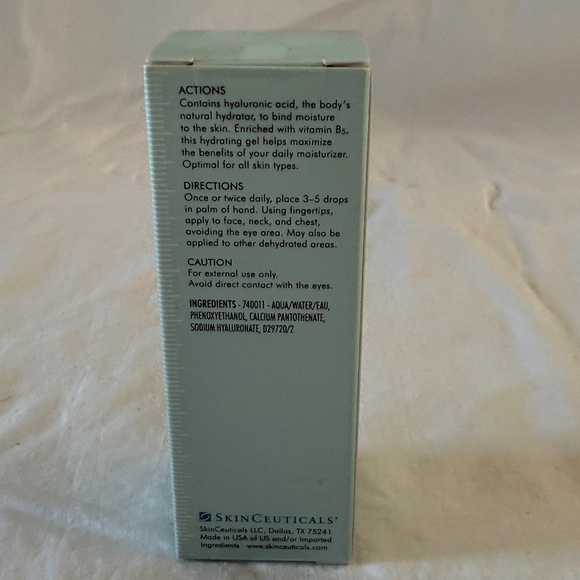 ACTIONS
Contains hyaluronic acid, the body's
natural hydrator, to bind moisture
to the skin. Enriched with vitamin B5,
this hydrating gel helps maximize
the benefits of your daily moisturizer.
Optimal for all skin types.
DIRECTIONS
Once or twice daily, place 3–5 drops
in palm of hand. Using fingertips,
apply to face, neck, and chest,
avoiding the eye area. May also be
applied to other dehydrated areas.
CAUTION
For external use only.
Avoid direct contact with the eyes.
INGREDIENTS - 740011 - AQUA/WATER/EAU,
PHENOXYETHANOL, CALCIUM PANTOTHENATE,
SODIUM HYALURONATE, D29720/2
SKINCEUTICALS
SkinCeuticals LLC, Dallas, TX 75241
Made in USA of US and/or Imported
Ingredients www.skinceuticals.com